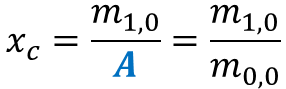 x_c = m_{1,0} / A = m_{1,0} / m_{0,0}